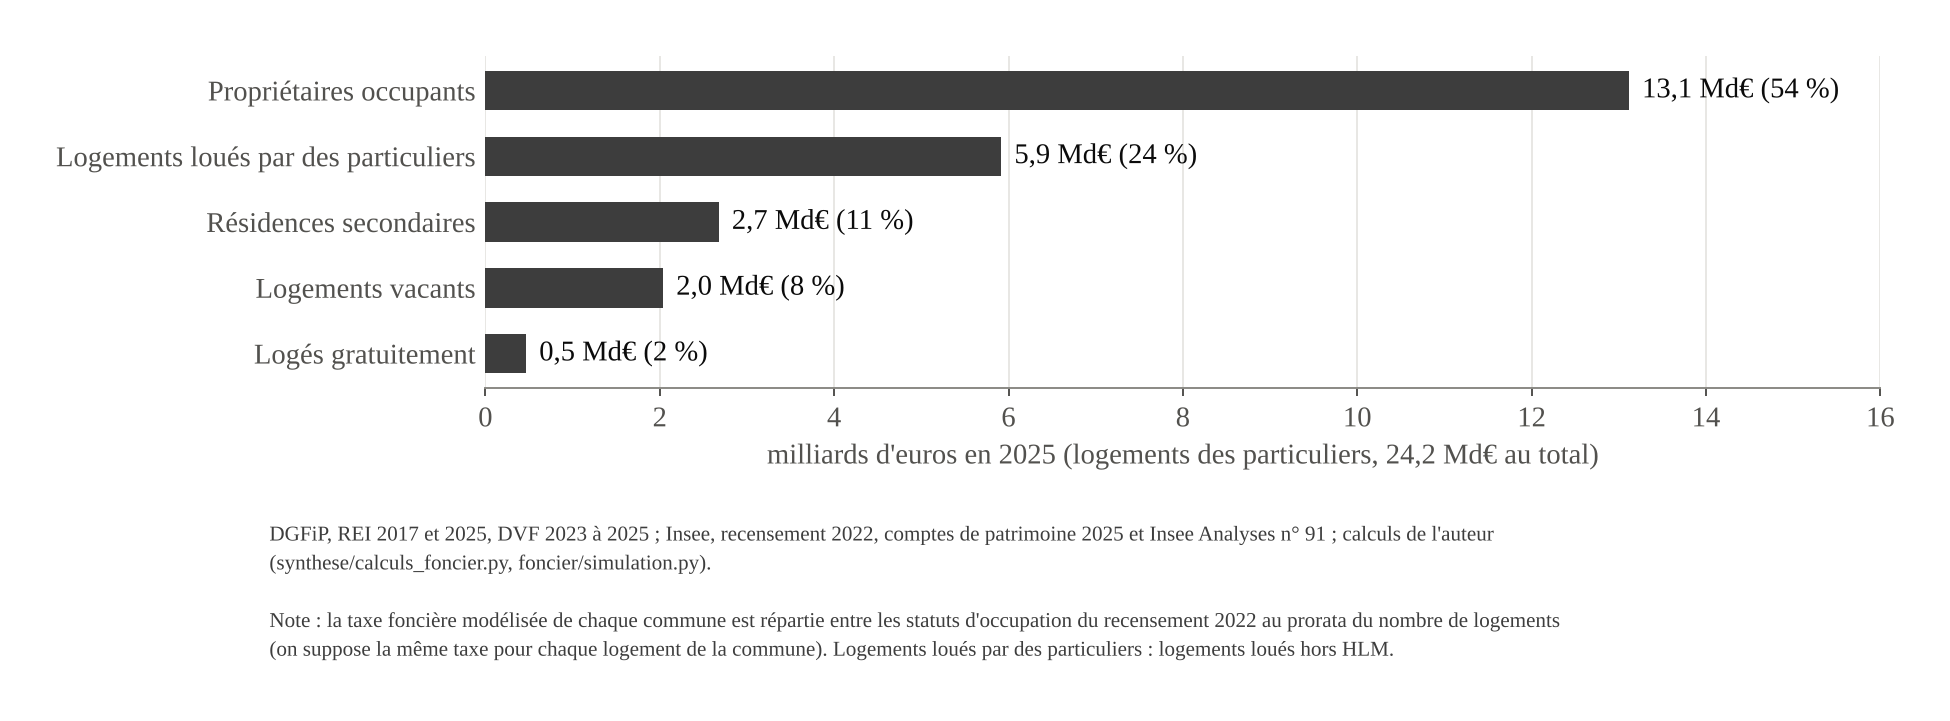 Propriétaires occupants 13,1 Md€ (54 %)
Logements loués par des particuliers 5,9 Md€ (24 %)
Résidences secondaires 2,7 Md€ (11 %)
Logements vacants 2,0 Md€ (8 %)
Logés gratuitement 0,5 Md€ (2 %)
0 2 4 6 8 10 12 14 16
milliards d'euros en 2025 (logements des particuliers, 24,2 Md€ au total)
DGFiP, REI 2017 et 2025, DVF 2023 à 2025 ; Insee, recensement 2022, comptes de patrimoine 2025 et Insee Analyses n° 91 ; calculs de l'auteur
(synthese/calculs_foncier.py, foncier/simulation.py).
Note : la taxe foncière modélisée de chaque commune est répartie entre les statuts d'occupation du recensement 2022 au prorata du nombre de logements
(on suppose la même taxe pour chaque logement de la commune). Logements loués par des particuliers : logements loués hors HLM.